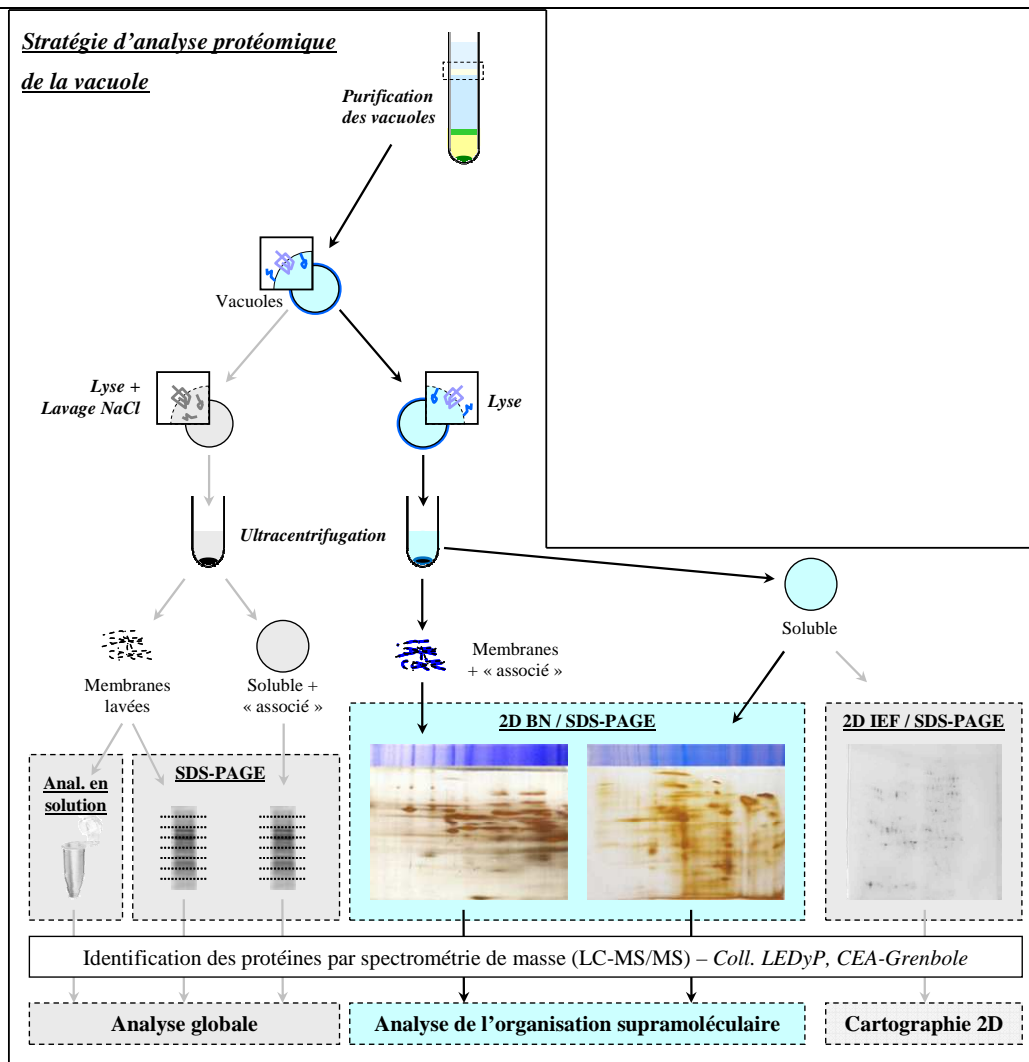 Stratégie d'analyse protéomique
de la vacuole
Purification
des vacuoles
Vacuoles
Lyse +
Lavage NaCl
Lyse
Ultracentrifugation
Soluble
Membranes
+ « associé »
Membranes
lavées
Soluble +
« associé »
2D BN / SDS-PAGE
2D IEF / SDS-PAGE
Anal. en
solution
SDS-PAGE
Identification des protéines par spectrométrie de masse (LC-MS/MS) – Coll. LEDyP, CEA-Grenbole
Analyse globale
Analyse de l'organisation supramoléculaire
Cartographie 2D